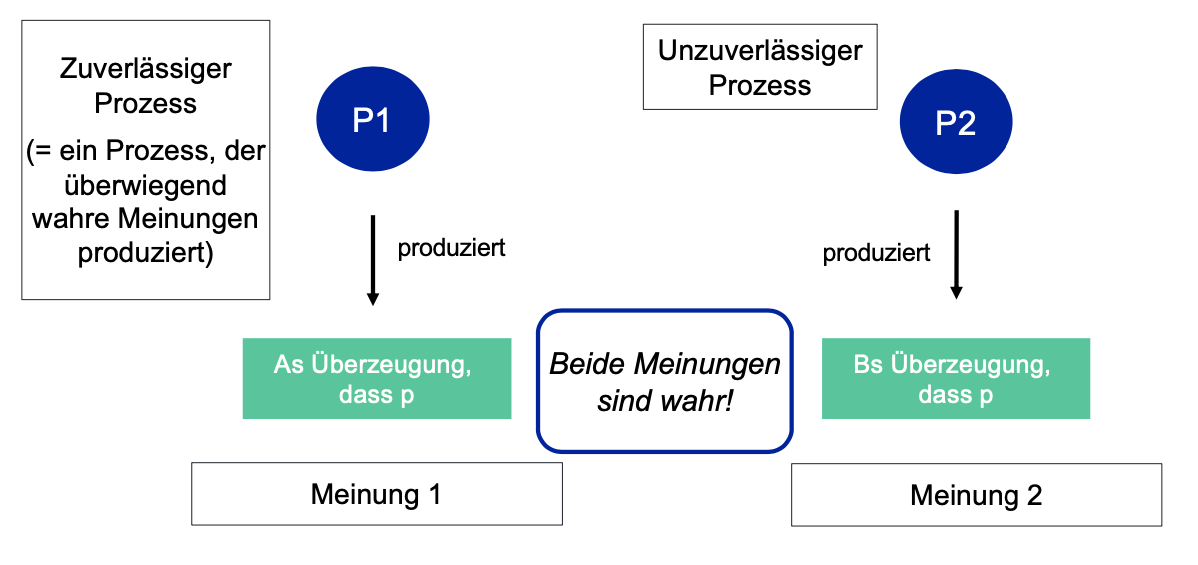 Zuverlässiger
Prozess
(= ein Prozess, der
überwiegend
wahre Meinungen
produziert)
P1
produziert
As Überzeugung,
dass p
Meinung 1
Beide Meinungen
sind wahr!
Unzuverlässiger
Prozess
P2
produziert
Bs Überzeugung,
dass p
Meinung 2